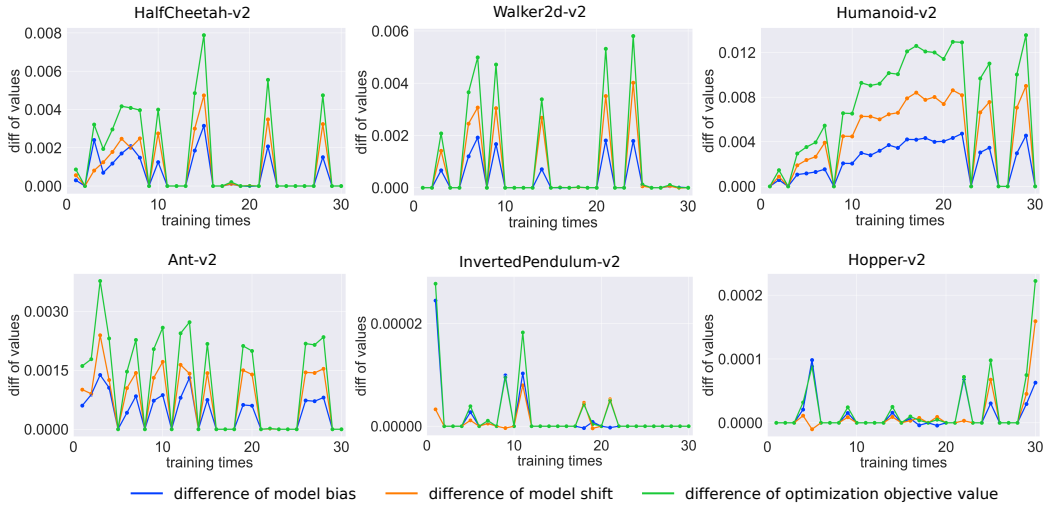 HalfCheetah-v2
Walker2d-v2
Humanoid-v2
diff of values
0.008
0.006
0.004
0.002
0.000
0
10
20
30
training times
diff of values
0.006
0.004
0.002
0.000
0
10
20
30
training times
diff of values
0.012
0.009
0.006
0.003
0.000
0
10
20
30
training times
Ant-v2
InvertedPendulum-v2
Hopper-v2
diff of values
0.0030
0.0015
0.0000
0
10
20
30
training times
diff of values
0.00002
0.00000
0
10
20
30
training times
diff of values
0.0002
0.0001
0.0000
0
10
20
30
training times
difference of model bias
difference of model shift
difference of optimization objective value